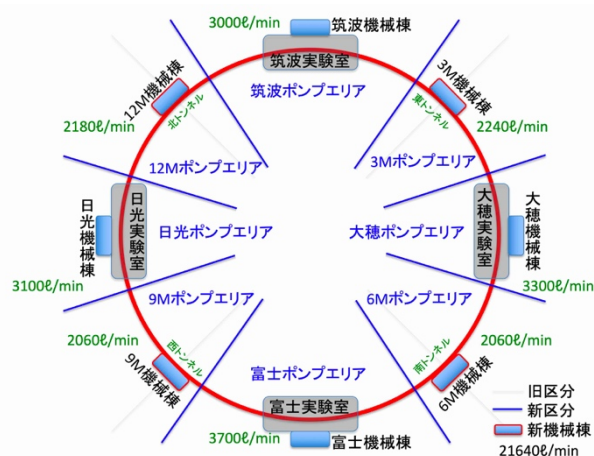 3000ℓ/min
筑波機械棟
筑波実験室
筑波ポンプエリア
12M機械棟
北トンネル
2180ℓ/min
12Mポンプエリア
3M機械棟
東トンネル
2240ℓ/min
3Mポンプエリア
日光機械棟
日光実験室
日光ポンプエリア
3100ℓ/min
大穂ポンプエリア
大穂実験室
大穂機械棟
3300ℓ/min
9Mポンプエリア
2060ℓ/min
西トンネル
9M機械棟
6Mポンプエリア
2060ℓ/min
南トンネル
6M機械棟
富士ポンプエリア
富士実験室
3700ℓ/min
富士機械棟
旧区分
新区分
新機械棟
21640ℓ/min